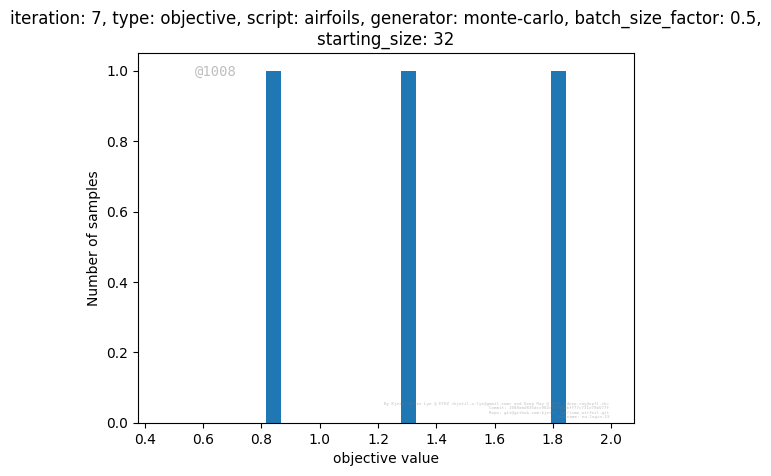 iteration: 7, type: objective, script: airfoils, generator: monte-carlo, batch_size_factor: 0.5,
starting_size: 32
@1008
1.0
0.8
0.6
0.4
0.2
0.0
Number of samples
0.4 0.6 0.8 1.0 1.2 1.4 1.6 1.8 2.0
objective value